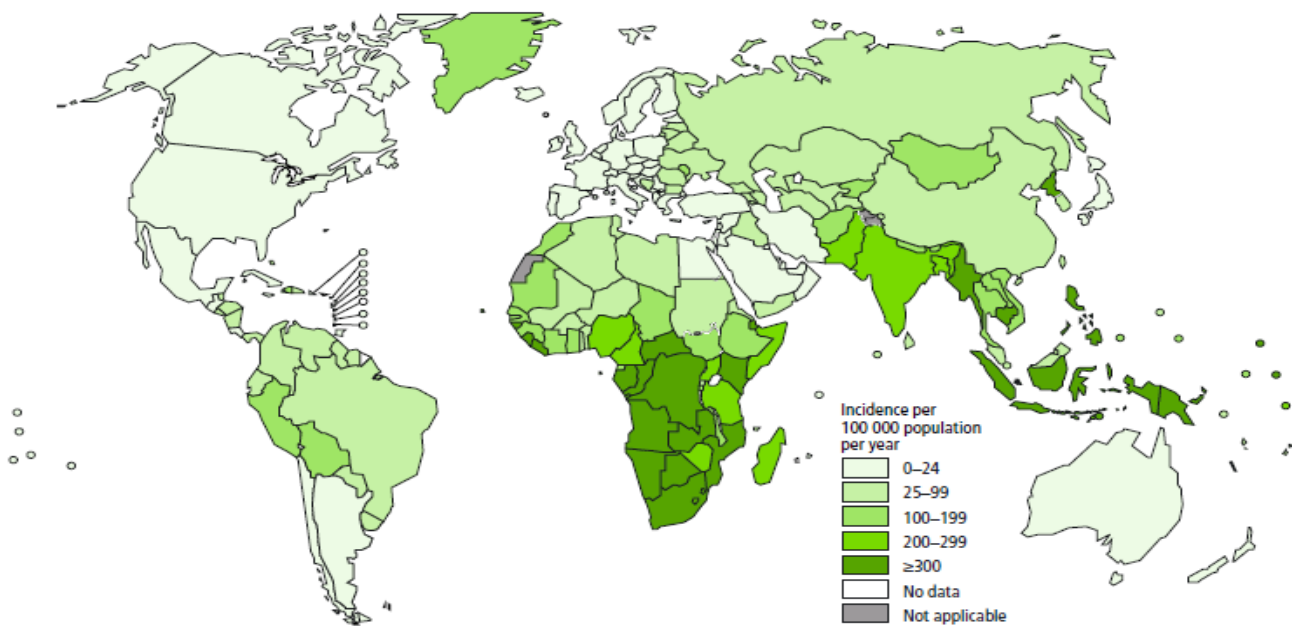 Incidence per
100 000 population
per year
0–24
25–99
100–199
200–299
≥300
No data
Not applicable